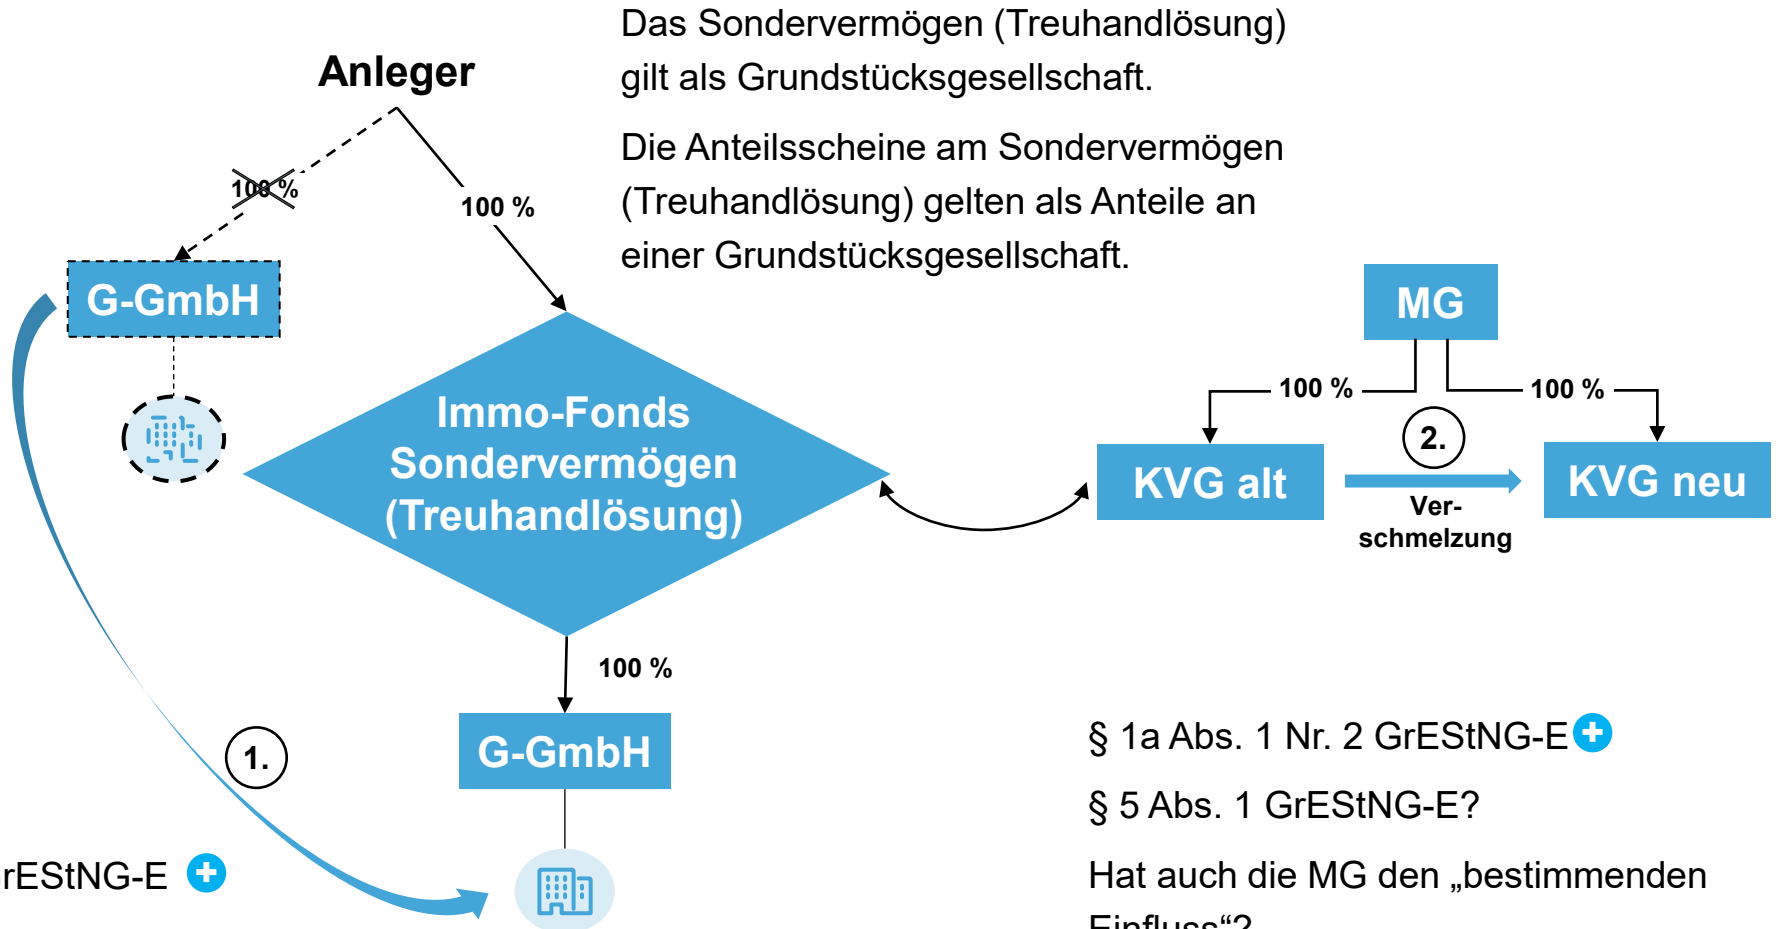 Das Sondervermögen (Treuhandlösung)
gilt als Grundstücksgesellschaft.
Die Anteilsscheine am Sondervermögen
(Treuhandlösung) gelten als Anteile an
einer Grundstücksgesellschaft.
Anleger
100 %
100 %
G-GmbH
Immo-Fonds
Sondervermögen
(Treuhandlösung)
MG
100 %
100 %
KVG alt
2.
Ver-
schmelzung
KVG neu
100 %
G-GmbH
1.
rEStNG-E
§ 1a Abs. 1 Nr. 2 GrEStNG-E
§ 5 Abs. 1 GrEStNG-E?
Hat auch die MG den „bestimmenden
Einfluss“?